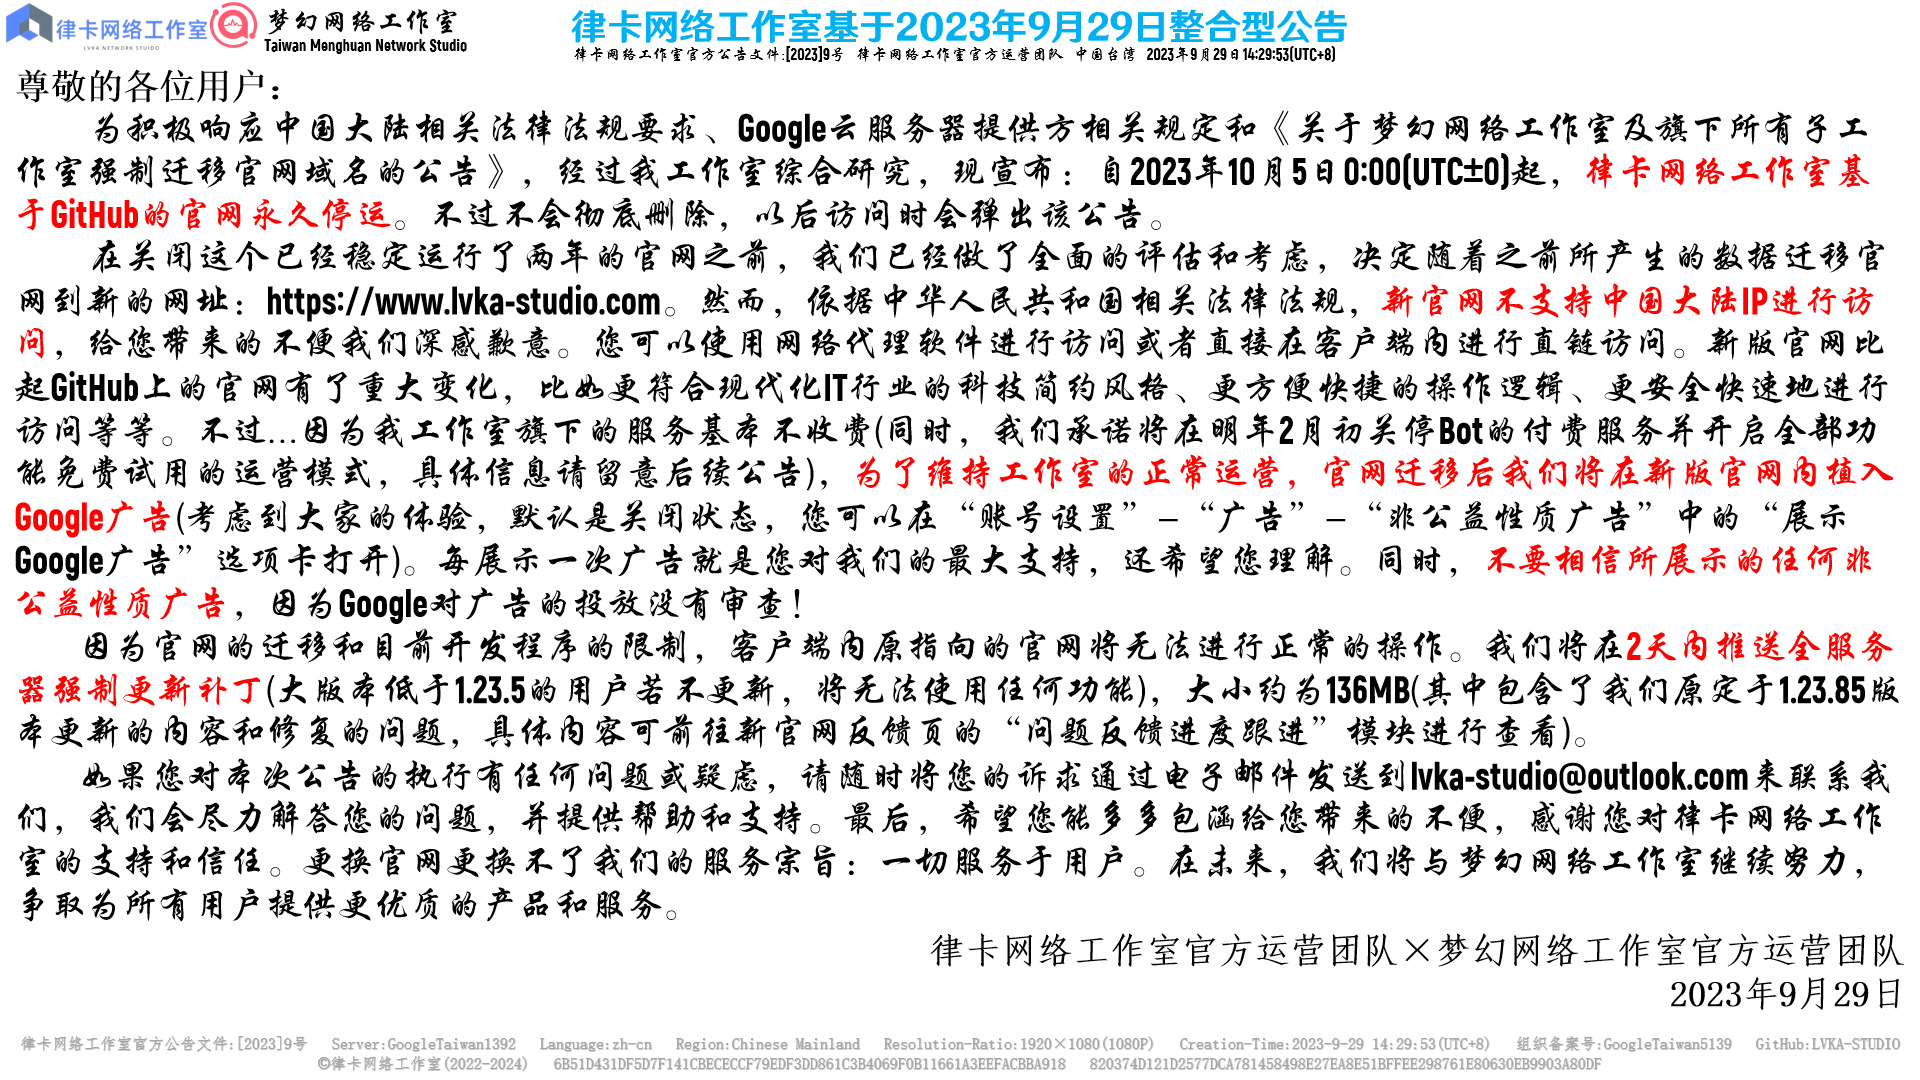 律卡网络工作室
LVKA NETWORK STUIDO
梦幻网络工作室
Taiwan Menghuan Network Studio
律卡网络工作室基于2023年9月29日整合型公告
律卡网络工作室官方公告文件:[2023]9号 律卡网络工作室官方运营团队 中国台湾 2023年9月29日14:29:53(UTC+8)
尊敬的各位用户：
为积极响应中国大陆相关法律法规要求、Google云服务器提供方相关规定和《关于梦幻网络工作室及旗下所有子工
作室强制迁移官网域名的公告》，经过我工作室综合研究，现宣布：自2023年10月5日0:00(UTC±0)起，律卡网络工作室基
于GitHub的官网永久停运。不过不会彻底删除，以后访问时会弹出该公告。
在关闭这个已经稳定运行了两年的官网之前，我们已经做了全面的评估和考虑，决定随着之前所产生的数据迁移官
网到新的网址：https://www.lvka-studio.com。然而，依据中华人民共和国相关法律法规，新官网不支持中国大陆IP进行访
问，给您带来的不便我们深感歉意。您可以使用网络代理软件进行访问或者直接在客户端内进行直链访问。新版官网比
起GitHub上的官网有了重大变化，比如更符合现代化IT行业的科技简约风格、更方便快捷的操作逻辑、更安全快速地进行
访问等等。不过...因为我工作室旗下的服务基本不收费(同时，我们承诺将在明年2月初关停Bot的付费服务并开启全部功
能免费试用的运营模式，具体信息请留意后续公告)，为了维持工作室的正常运营，官网迁移后我们将在新版官网内植入
Google广告(考虑到大家的体验，默认是关闭状态，您可以在“账号设置”–“广告”–“非公益性质广告”中的“展示
Google广告”选项卡打开)。每展示一次广告就是您对我们的最大支持，还希望您理解。同时，不要相信所展示的任何非
公益性质广告，因为Google对广告的投放没有审查！
因为官网的迁移和目前开发程序的限制，客户端内原指向的官网将无法进行正常的操作。我们将在2天内推送全服务
器强制更新补丁(大版本低于1.23.5的用户若不更新，将无法使用任何功能)，大小约为136MB(其中包含了我们原定于1.23.85版
本更新的内容和修复的问题，具体内容可前往新官网反馈页的“问题反馈进度跟进”模块进行查看)。
如果您对本次公告的执行有任何问题或疑虑，请随时将您的诉求通过电子邮件发送到lvka-studio@outlook.com来联系我
们，我们会尽力解答您的问题，并提供帮助和支持。最后，希望您能多多包涵给您带来的不便，感谢您对律卡网络工作
室的支持和信任。更换官网更换不了我们的服务宗旨：一切服务于用户。在未来，我们将与梦幻网络工作室继续努力，
争取为所有用户提供更优质的产品和服务。
律卡网络工作室官方运营团队×梦幻网络工作室官方运营团队
2023年9月29日
律卡网络工作室官方公告文件:[2023]9号 Server:GoogleTaiwan1392 Language:zh-cn Region:Chinese Mainland Resolution-Ratio:1920×1080(1080P) Creation-Time:2023-9-29 14:29:53(UTC+8) 组织备案号:GoogleTaiwan5139 GitHub:LVKA-STUDIO
©律卡网络工作室(2022-2024) 6B51D431DF5D7F141CBECECCF79EDF3DD861C3B4069F0B11661A3EEFACBBA918 820374D121D2577DCA781458498E27EA8E51BFFEE298761E80630EB9903A80DF